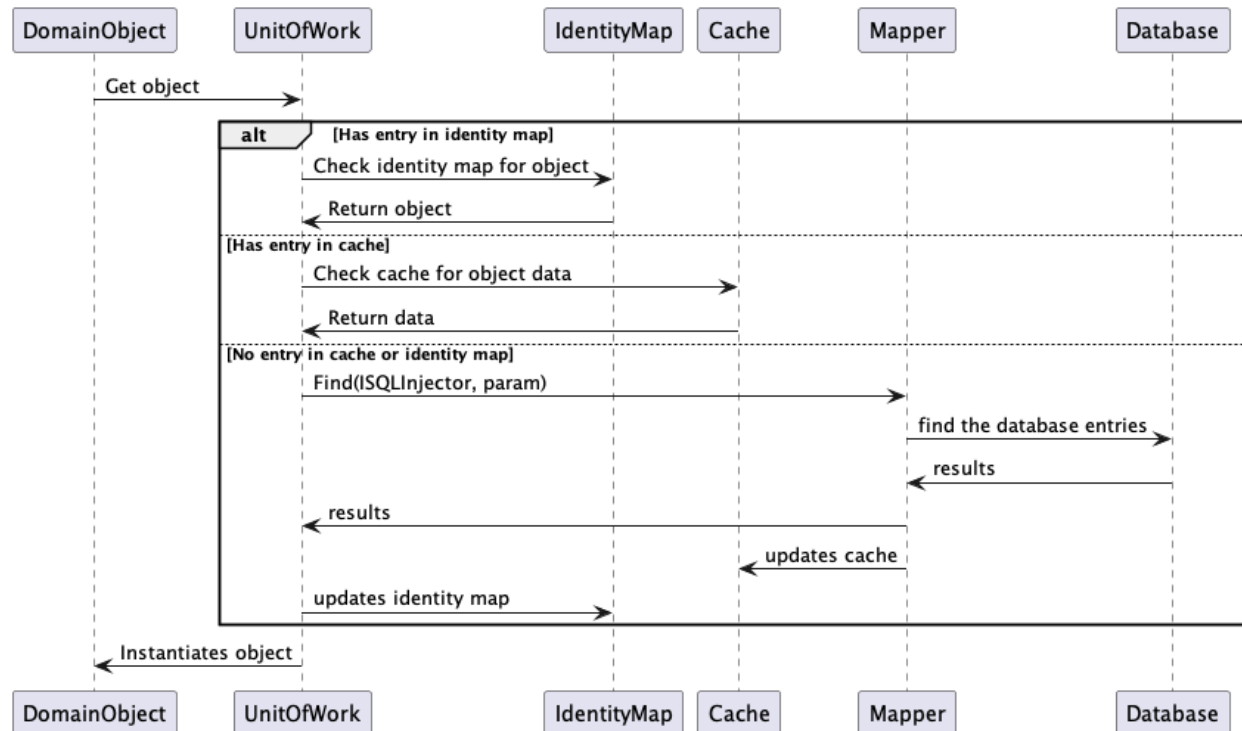 DomainObject UnitOfWork IdentityMap Cache Mapper Database
Get object
alt [Has entry in identity map]
Check identity map for object
Return object
[Has entry in cache]
Check cache for object data
Return data
[No entry in cache or identity map]
Find(ISQLInjector, param)
find the database entries
results
results
updates cache
updates identity map
Instantiates object
DomainObject UnitOfWork IdentityMap Cache Mapper Database